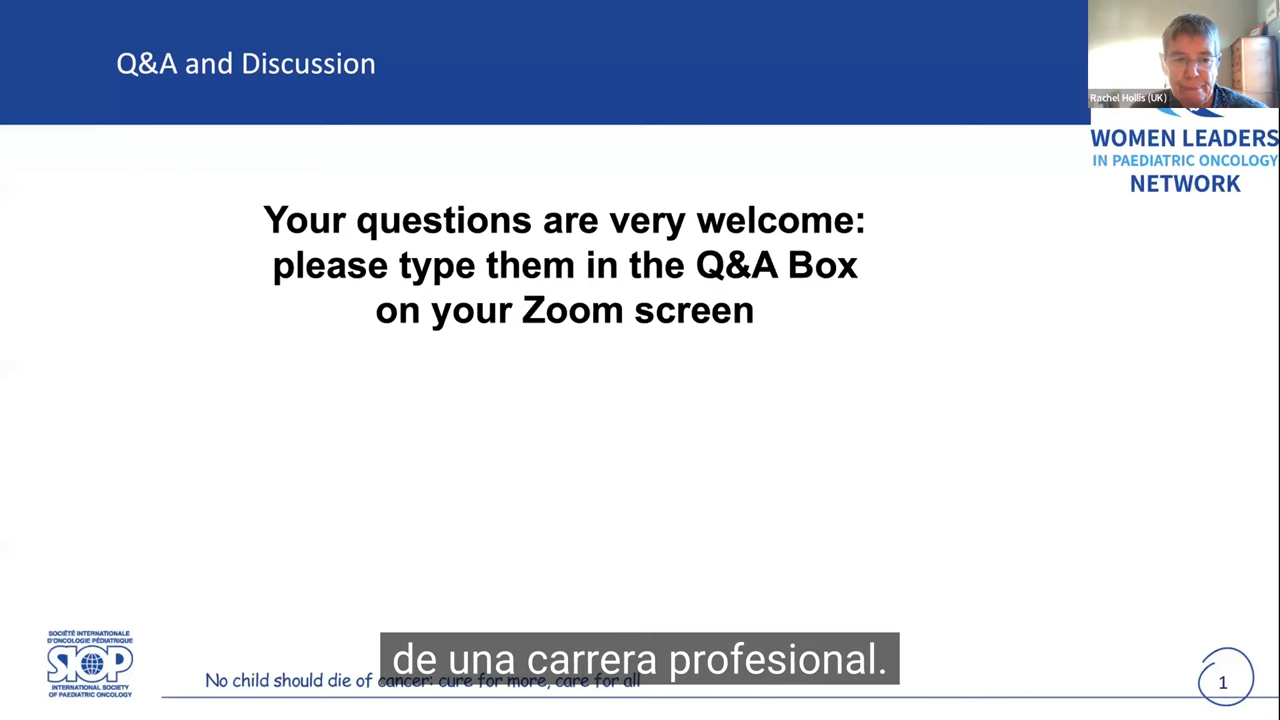 Q&A and Discussion
Rachel Hollis (UK)
WOMEN LEADERS
IN PAEDIATRIC ONCOLOGY
NETWORK
Your questions are very welcome:
please type them in the Q&A Box
on your Zoom screen
SOCIÉTÉ INTERNATIONALE
D'ONCOLOGIE PÉDIATRIQUE
SIOP
INTERNATIONAL SOCIETY
OF PAEDIATRIC ONCOLOGY
de una carrera profesional.
No child should die of cancer: cure for more, care for all
1